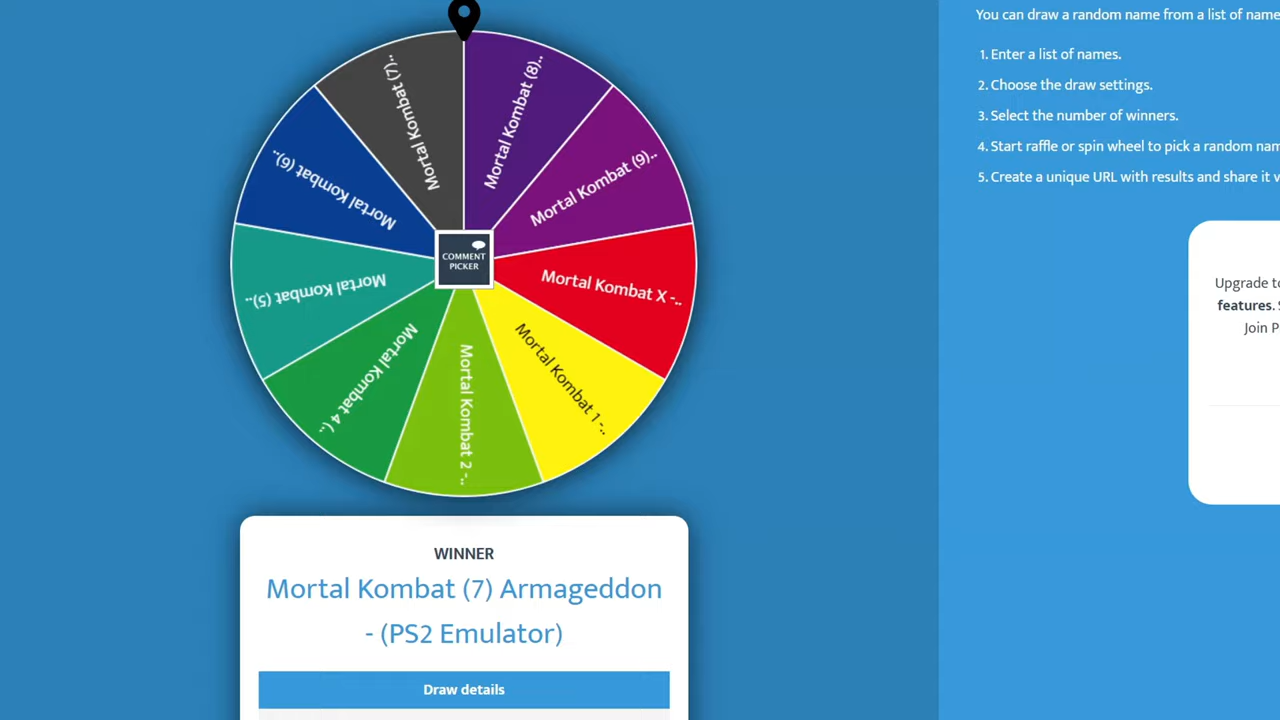 Mortal Kombat (7)..
Mortal Kombat (8)..
Mortal Kombat (9)..
Mortal Kombat X -..
Mortal Kombat 1 -..
Mortal Kombat 2 -..
Mortal Kombat 4 (..
Mortal Kombat (5)..
Mortal Kombat (6)..
COMMENT
PICKER
WINNER
Mortal Kombat (7) Armageddon
- (PS2 Emulator)
Draw details
You can draw a random name from a list of name
1. Enter a list of names.
2. Choose the draw settings.
3. Select the number of winners.
4. Start raffle or spin wheel to pick a random nam
5. Create a unique URL with results and share it v
Upgrade to
features. S
Join P